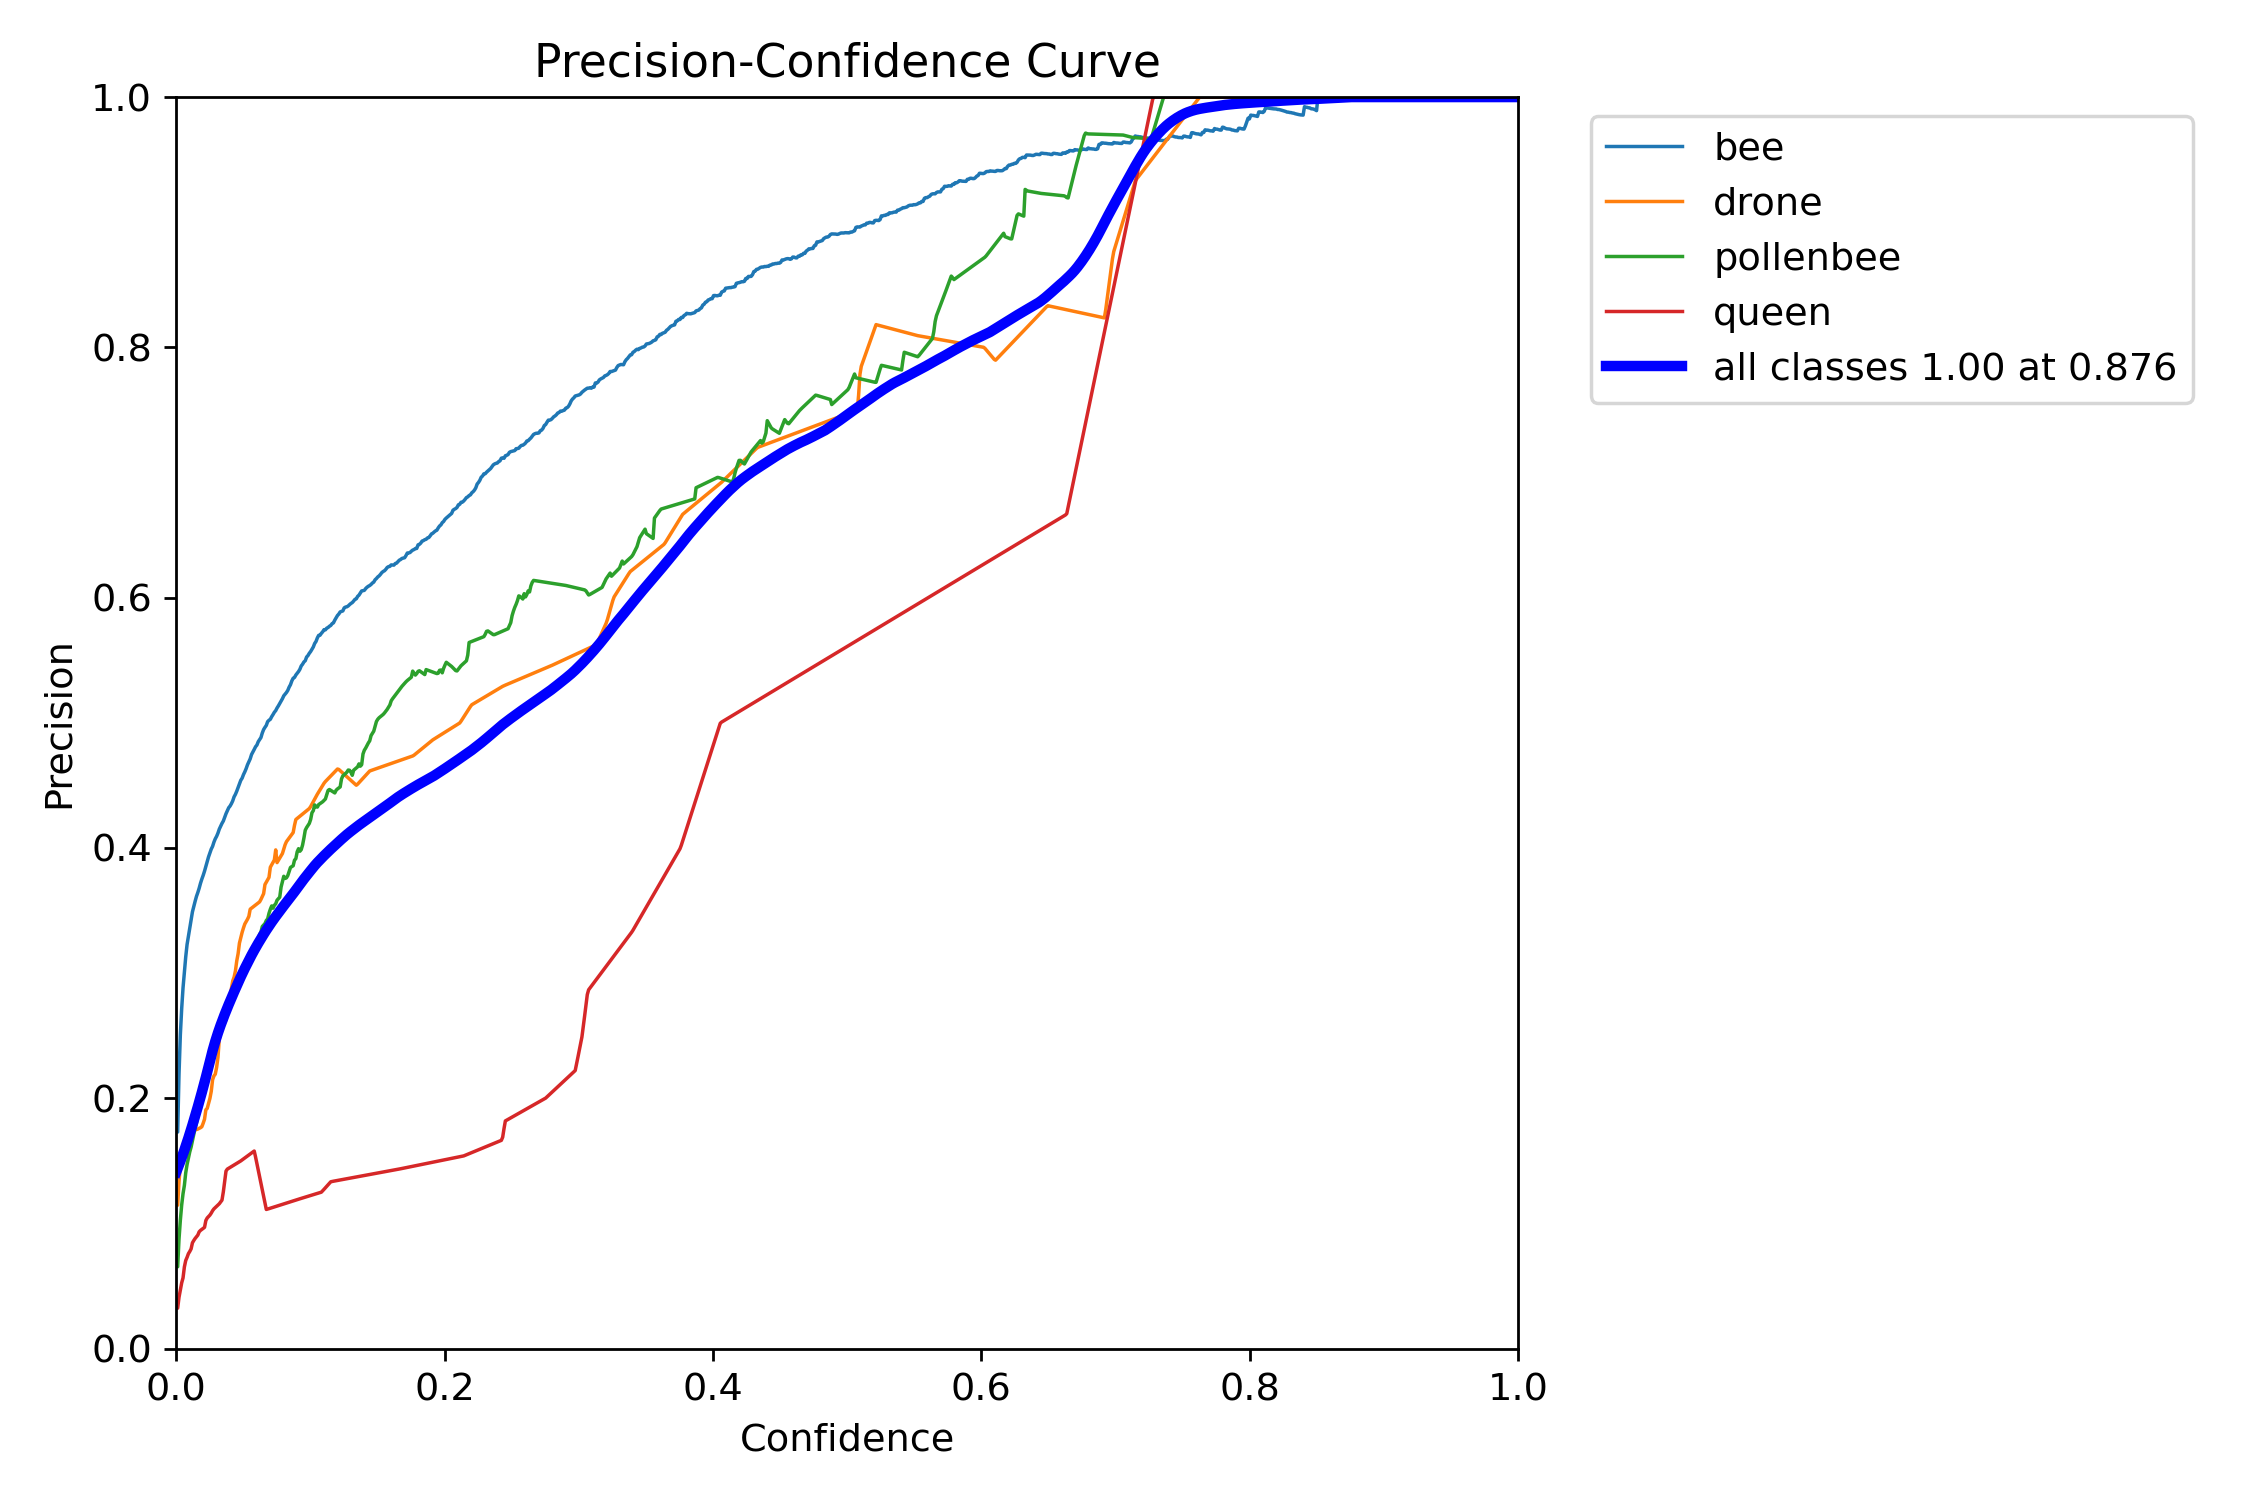 Precision-Confidence Curve
1.0
0.8
0.6
0.4
0.2
0.0
Precision
0.0 0.2 0.4 0.6 0.8 1.0
Confidence
bee
drone
pollenbee
queen
all classes 1.00 at 0.876